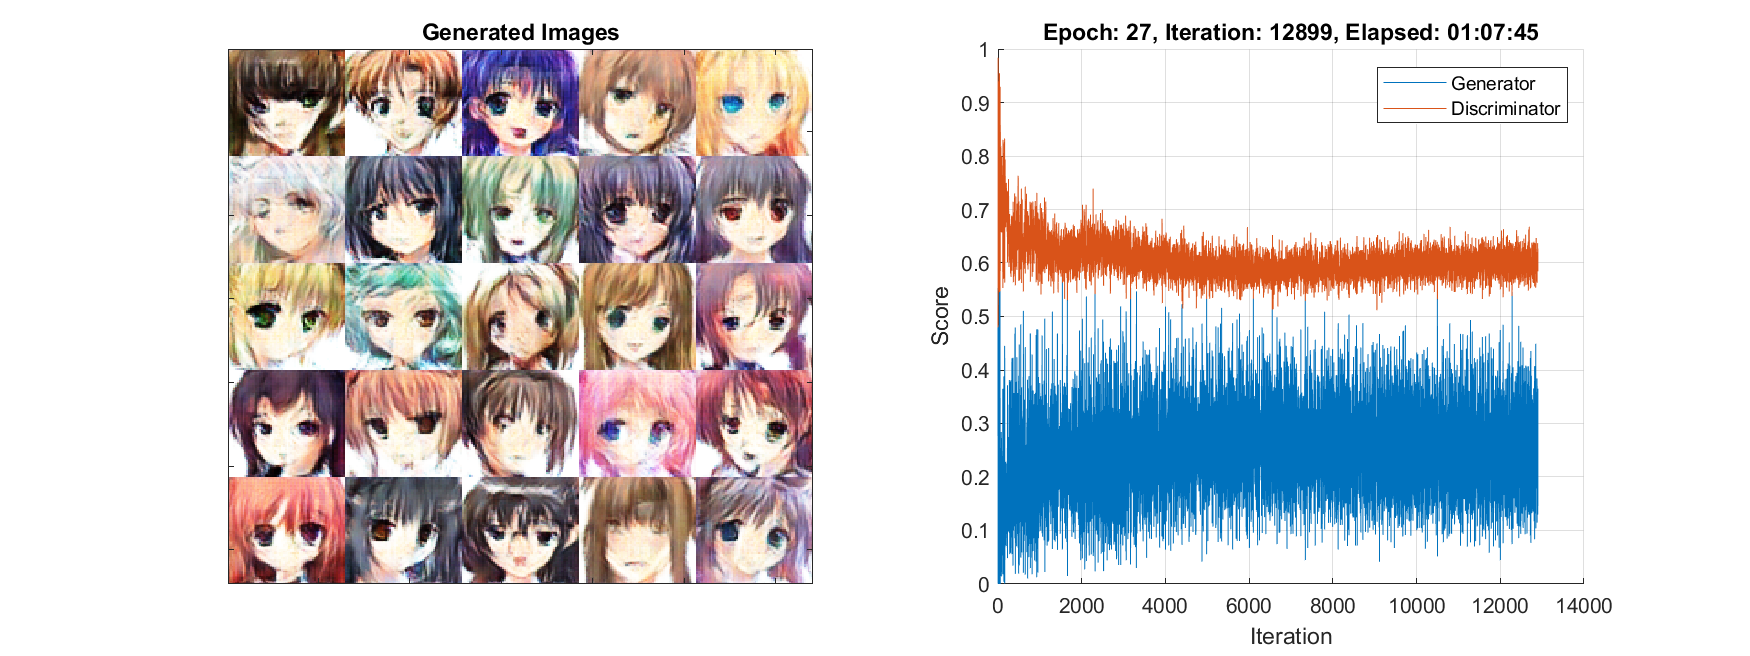 Generated Images
Epoch: 27, Iteration: 12899, Elapsed: 01:07:45
Generator
Discriminator
1
0.9
0.8
0.7
0.6
0.5
0.4
0.3
0.2
0.1
0
Score
0 2000 4000 6000 8000 10000 12000 14000
Iteration